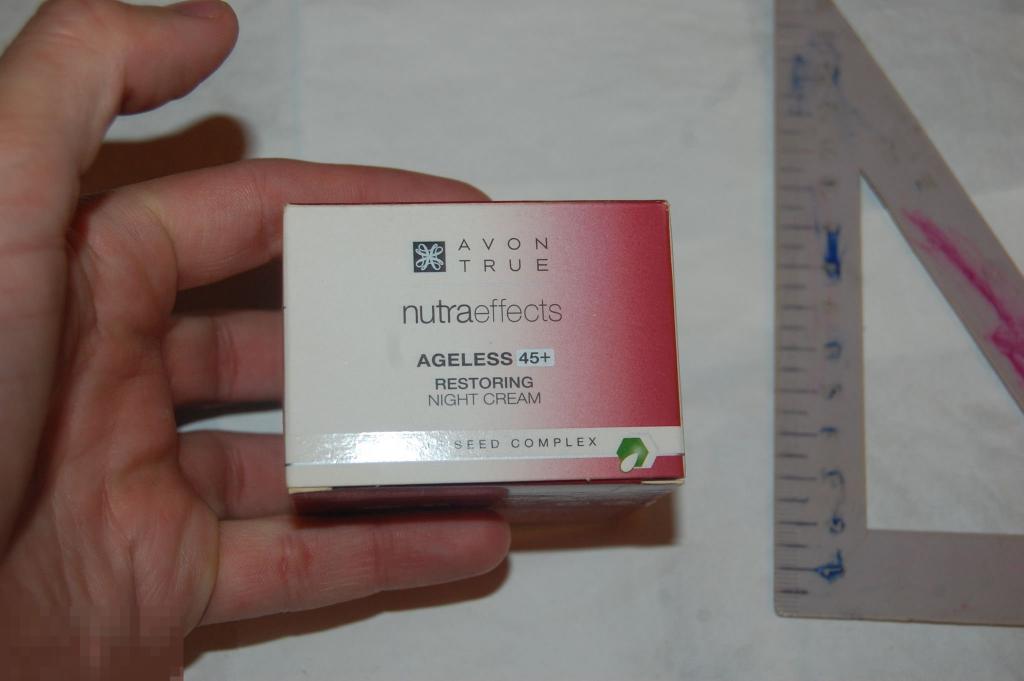 AVON
TRUE
nutraeffects
AGELESS 45+
RESTORING
NIGHT CREAM
SEED COMPLEX